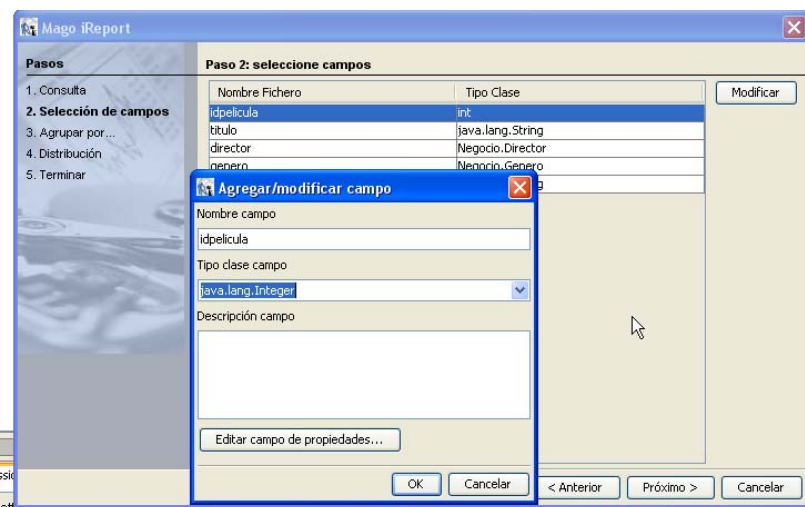 Mago iReport
Pasos
1. Consulta
2. Selección de campos
3. Agrupar por...
4. Distribución
5. Terminar
Paso 2: seleccione campos
Nombre Fichero Tipo Clase
idpelicula int
titulo java.lang.String
director Negocio.Director
genero Negocio.Genero
Modificar
Agregar/modificar campo
Nombre campo
idpelicula
Tipo clase campo
java.lang.Integer
Descripción campo
Editar campo de propiedades...
OK Cancelar
< Anterior Próximo > Cancelar